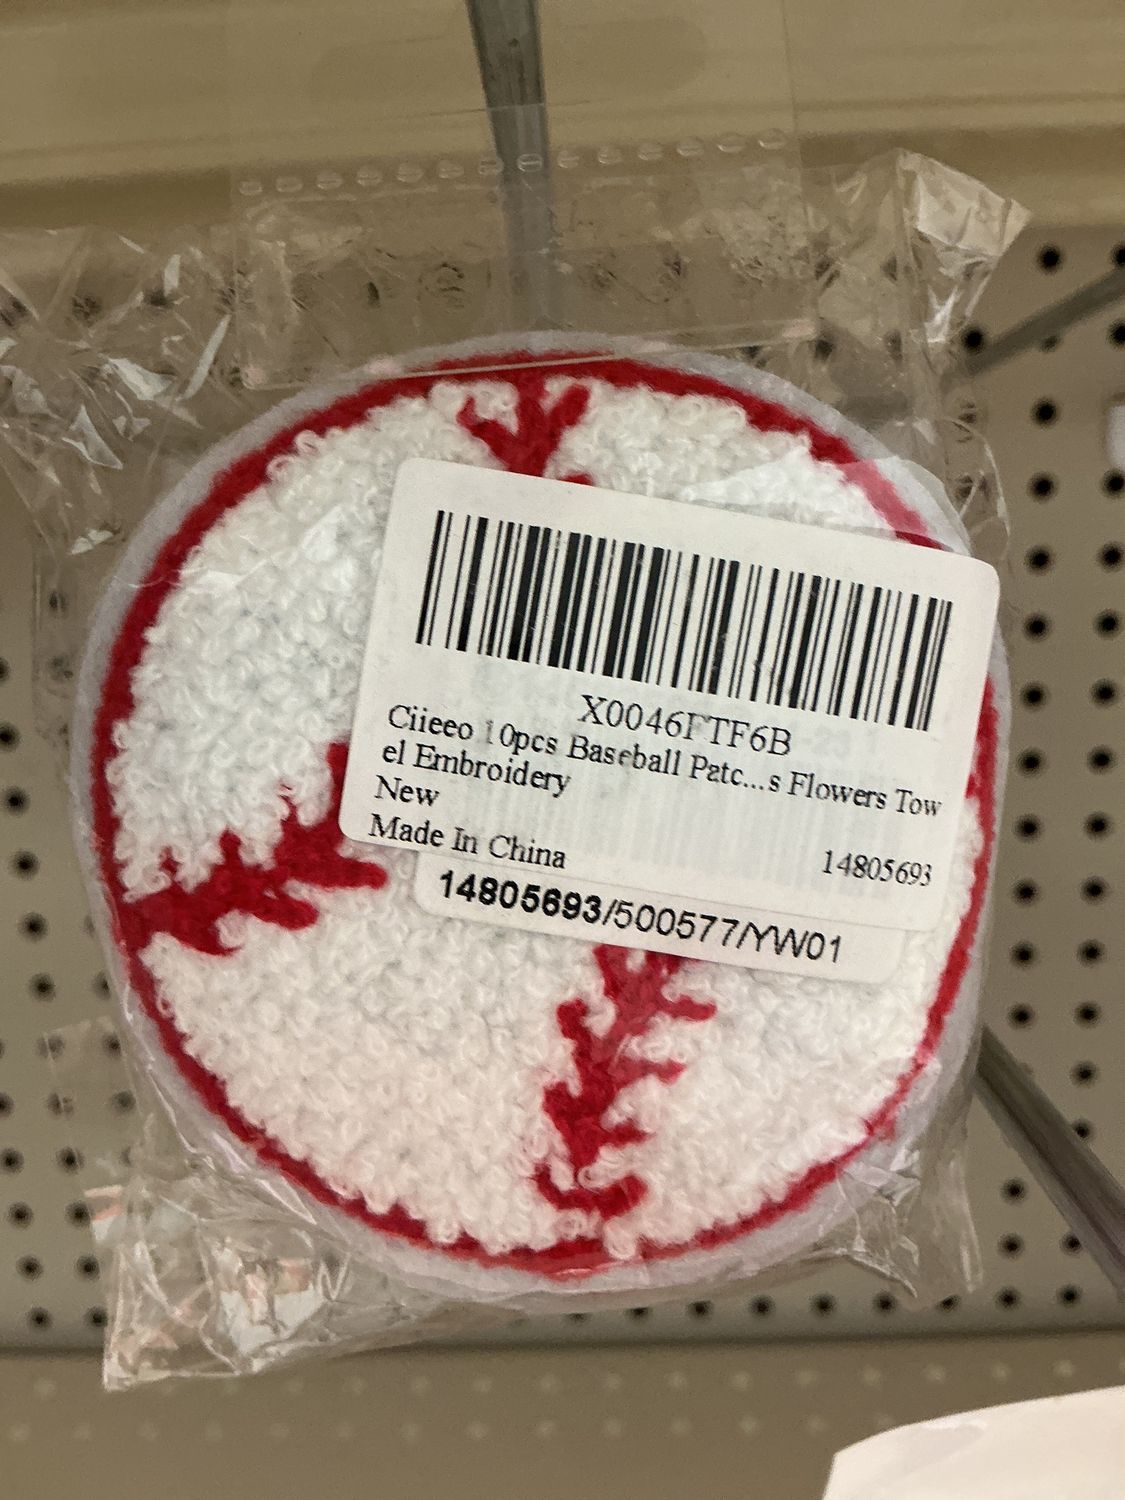 X0046FTF6B
Ciieeo 10pcs Baseball Patc...s Flowers Tow
el Embroidery
New
Made In China 14805693
14805693/500577/YW01